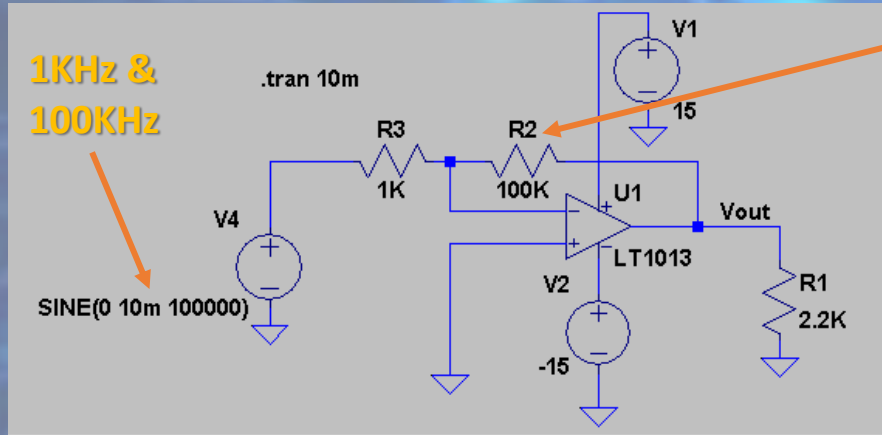 1KHz &
100KHz
.tran 10m
V1
15
R3
1K
R2
100K
U1
LT1013
Vout
V4
SINE(0 10m 100000)
V2
-15
R1
2.2K